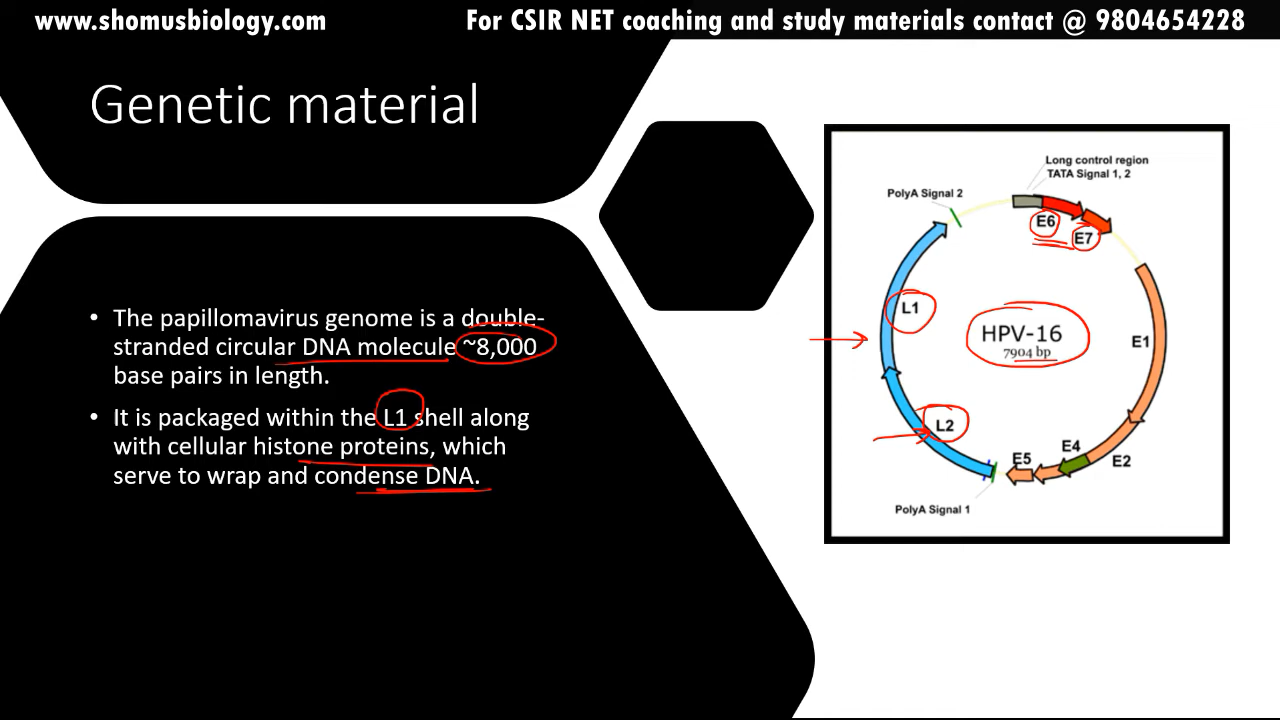 www.shomusbiology.com
For CSIR NET coaching and study materials contact @ 9804654228
Genetic material
• The papillomavirus genome is a double-
stranded circular DNA molecule ~8,000
base pairs in length.
• It is packaged within the L1 shell along
with cellular histone proteins, which
serve to wrap and condense DNA.
Long control region
TATA Signal 1, 2
PolyA Signal 2
E6
E7
L1
HPV-16
7904 bp
E1
L2
E4
E5
E2
PolyA Signal 1